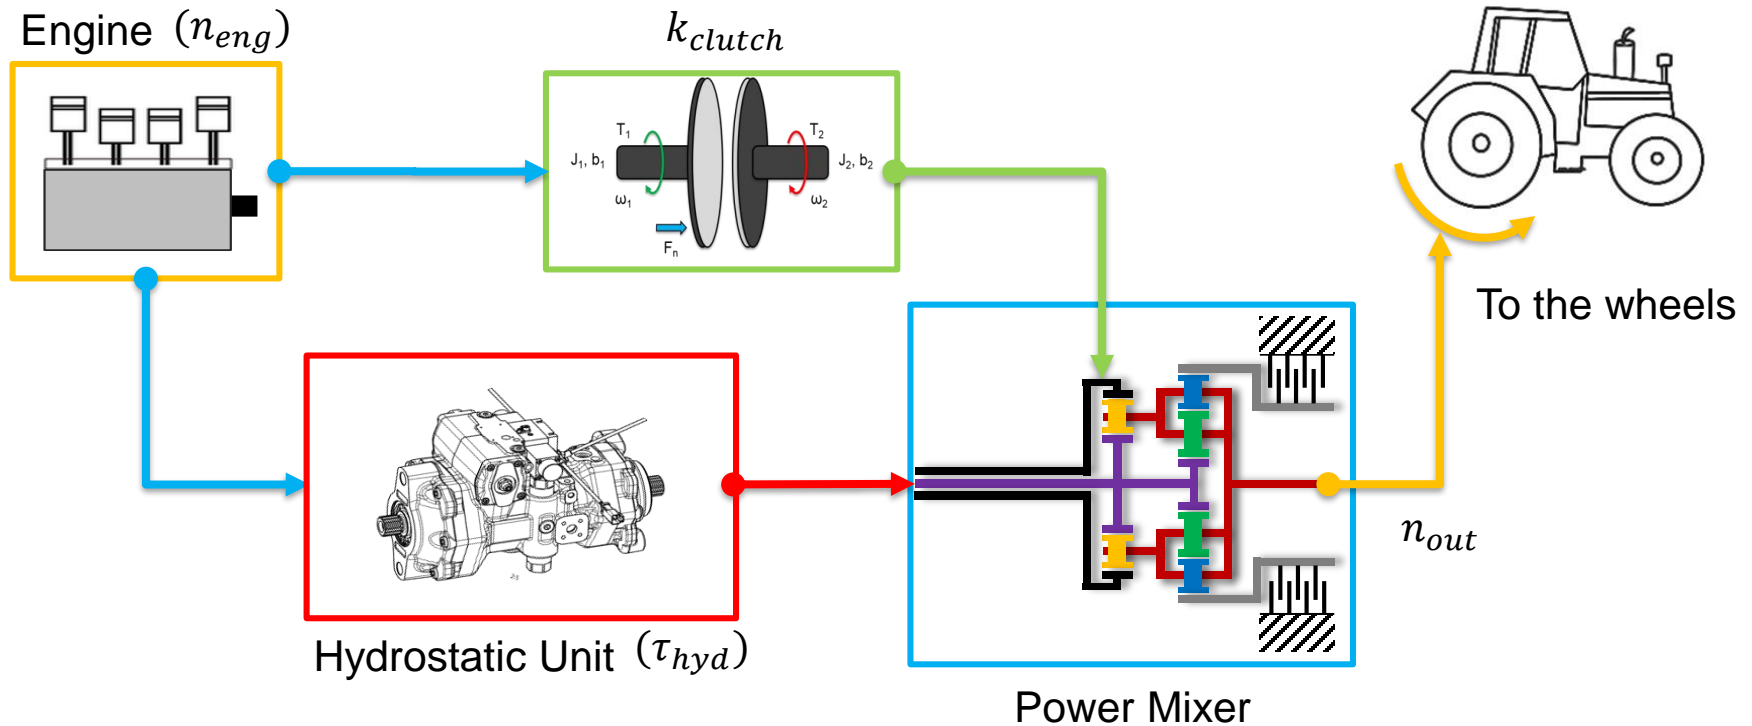 Engine (n_eng)
k_clutch
T₁
T₂
J₁, b₁
J₂, b₂
ω₁
ω₂
Fₙ
To the wheels
n_out
Hydrostatic Unit (τ_hyd)
Power Mixer